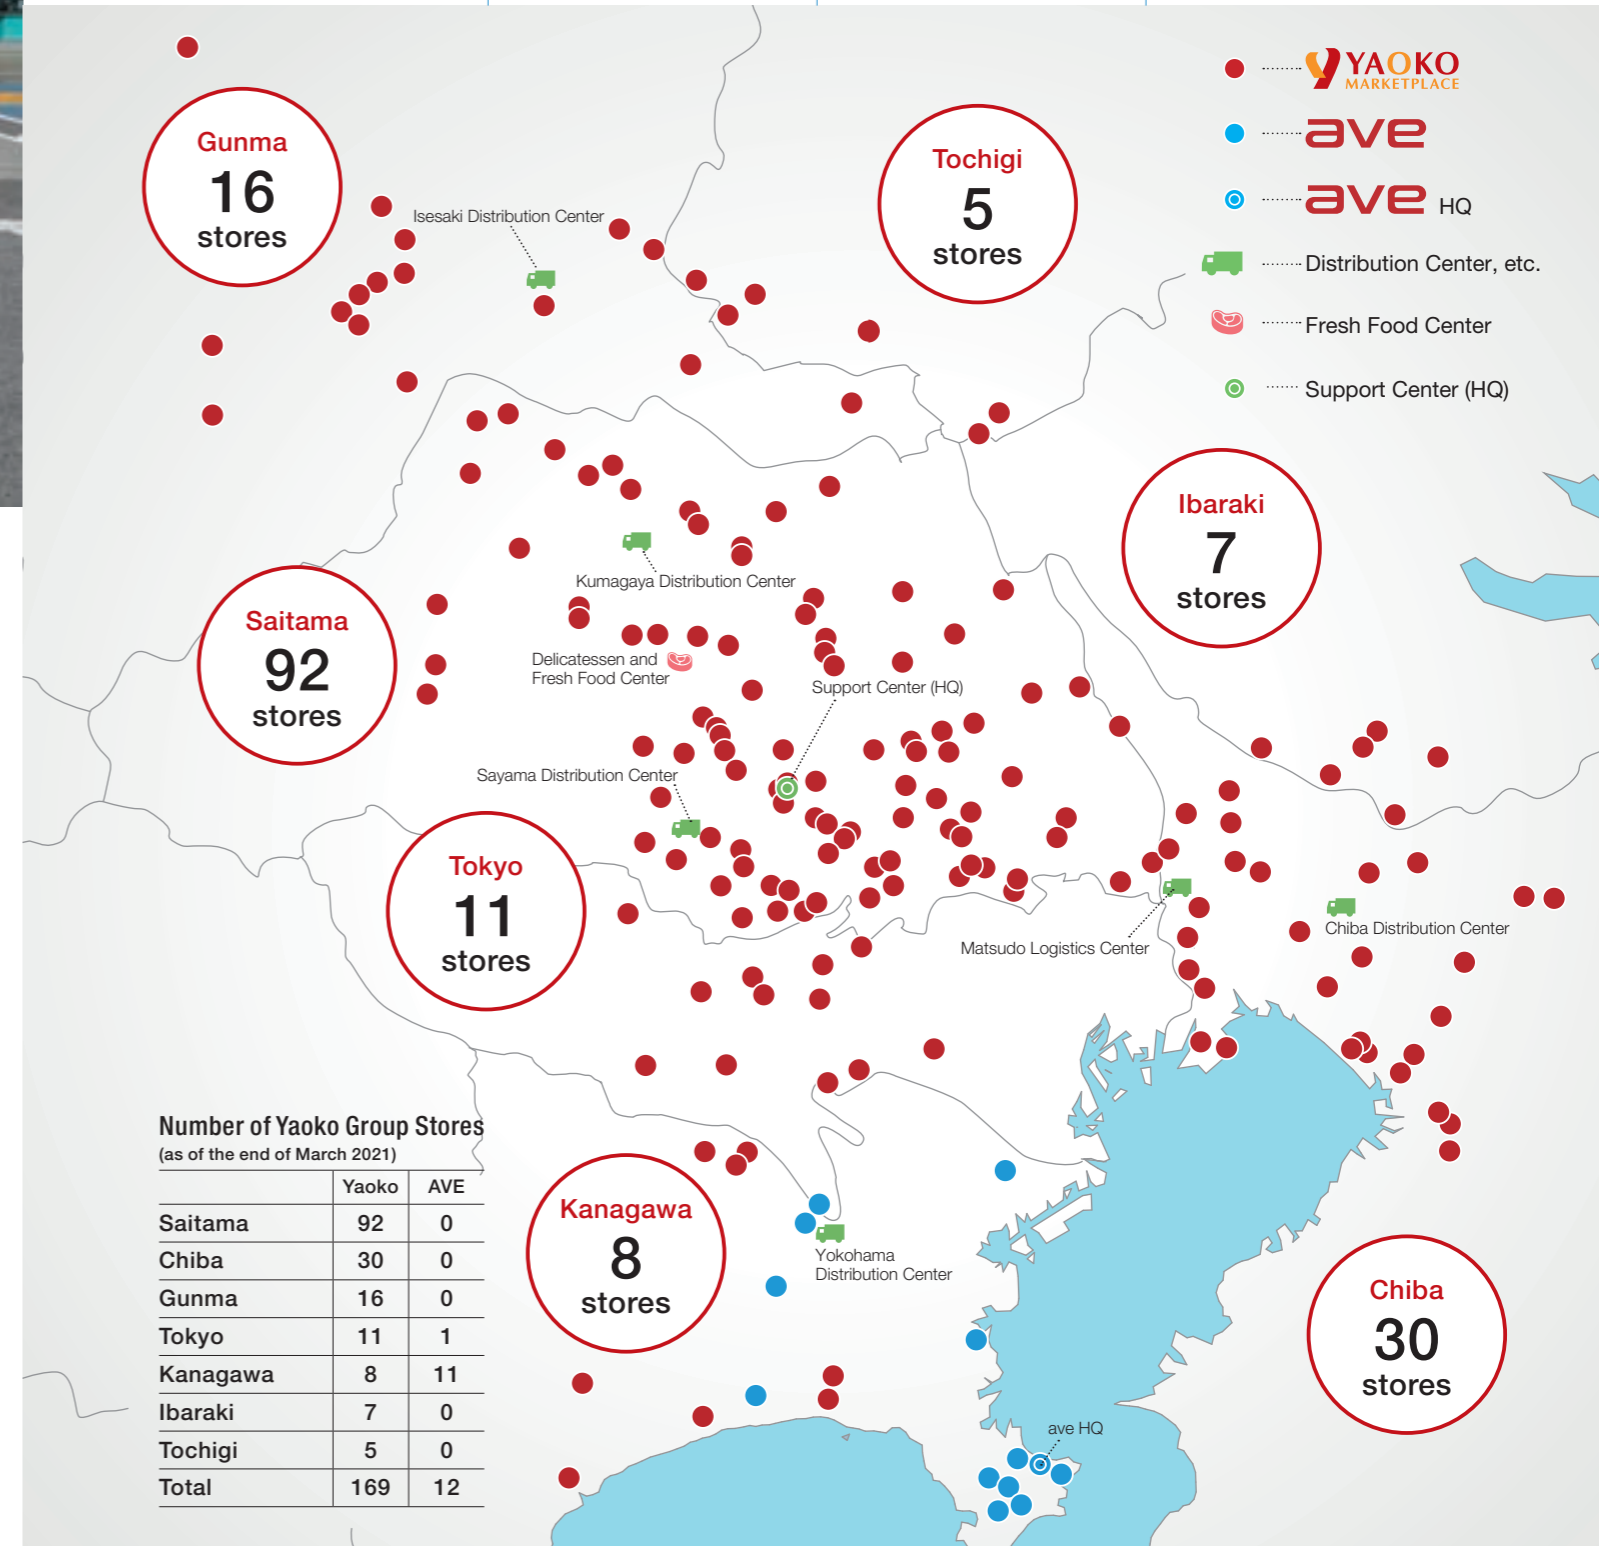 YAOKO
MARKETPLACE
ave
ave HQ
Distribution Center, etc.
Fresh Food Center
Support Center (HQ)
Gunma
16
stores
Tochigi
5
stores
Isesaki Distribution Center
Ibaraki
7
stores
Kumagaya Distribution Center
Saitama
92
stores
Delicatessen and
Fresh Food Center
Support Center (HQ)
Sayama Distribution Center
Tokyo
11
stores
Matsudo Logistics Center
Chiba Distribution Center
Kanagawa
8
stores
Yokohama
Distribution Center
Chiba
30
stores
ave HQ
Number of Yaoko Group Stores
(as of the end of March 2021)
Yaoko AVE
Saitama 92 0
Chiba 30 0
Gunma 16 0
Tokyo 11 1
Kanagawa 8 11
Ibaraki 7 0
Tochigi 5 0
Total 169 12